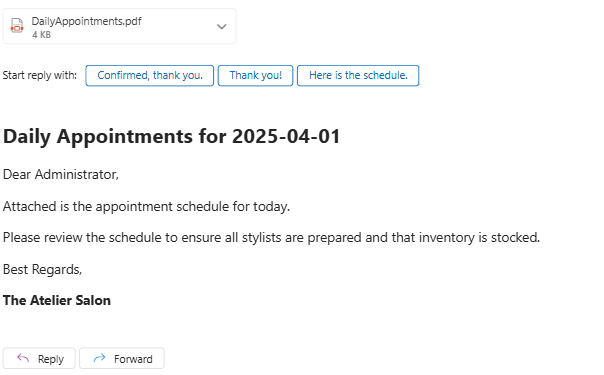 DailyAppointments.pdf
4 KB
Start reply with: Confirmed, thank you. Thank you! Here is the schedule.
Daily Appointments for 2025-04-01
Dear Administrator,
Attached is the appointment schedule for today.
Please review the schedule to ensure all stylists are prepared and that inventory is stocked.
Best Regards,
The Atelier Salon
Reply Forward